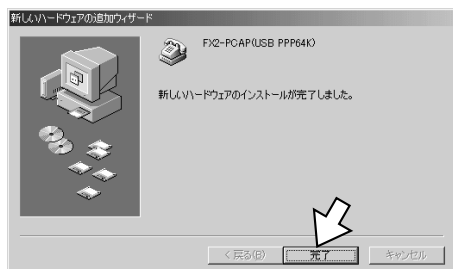 新しいハードウェアの追加ウィザード
FX2-PCAP(USB PPP64K)
新しいハードウェアのインストールが完了しました。
< 戻る(B)
完了
キャンセル